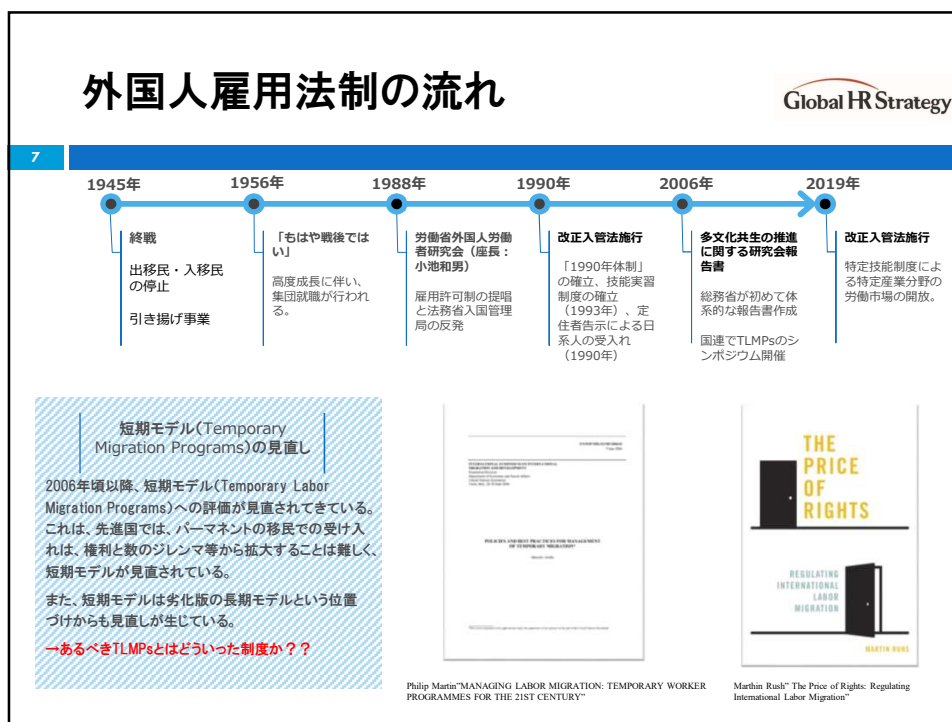 外国人雇用法制の流れ
Global HR Strategy
7
1945年
1956年
1988年
1990年
2006年
2019年
終戦
出移民・入移民
の停止
引き揚げ事業
「もはや戦後ではな
い」
高度成長に伴い、
集団就職が行われ
る。
労働省外国人労働
者研究会（座長：
小池和男）
雇用許可制の提唱
と法務省入国管理
局の反発
改正入管法施行
「1990年体制」
の確立、技能実習
制度の確立
（1993年）、定
住者告示による日
系人の受入れ
（1990年）
多文化共生の推進
に関する研究会報
告書
総務省が初めて体
系的な報告書作成
国連でTLMPsのシ
ンポジウム開催
改正入管法施行
特定技能制度によ
る特定産業分野の
労働市場の開放。
短期モデル(Temporary
Migration Programs)の見直し
2006年頃以降、短期モデル(Temporary Labor
Migration Programs)への評価が見直されてきている。
これは、先進国では、パーマネントの移民での受け入
れは、権利と数のジレンマ等から拡大することは難しく、
短期モデルが見直されている。
また、短期モデルは劣化版の長期モデルという位置
づけからも見直しが生じている。
→あるべきTLMPsとはどういった制度か？？
INTERNATIONAL SYMPOSIUM ON INTERNATIONAL
MIGRATION AND DEVELOPMENT
POLICIES AND BEST PRACTICES FOR MANAGEMENT
OF TEMPORARY MIGRATION*
THE
PRICE
OF
RIGHTS
REGULATING
INTERNATIONAL
LABOR
MIGRATION
MARTIN RUHS
Philip Martin"MANAGING LABOR MIGRATION: TEMPORARY WORKER
PROGRAMMES FOR THE 21ST CENTURY"
Marthin Rush" The Price of Rights: Regulating
International Labor Migration"